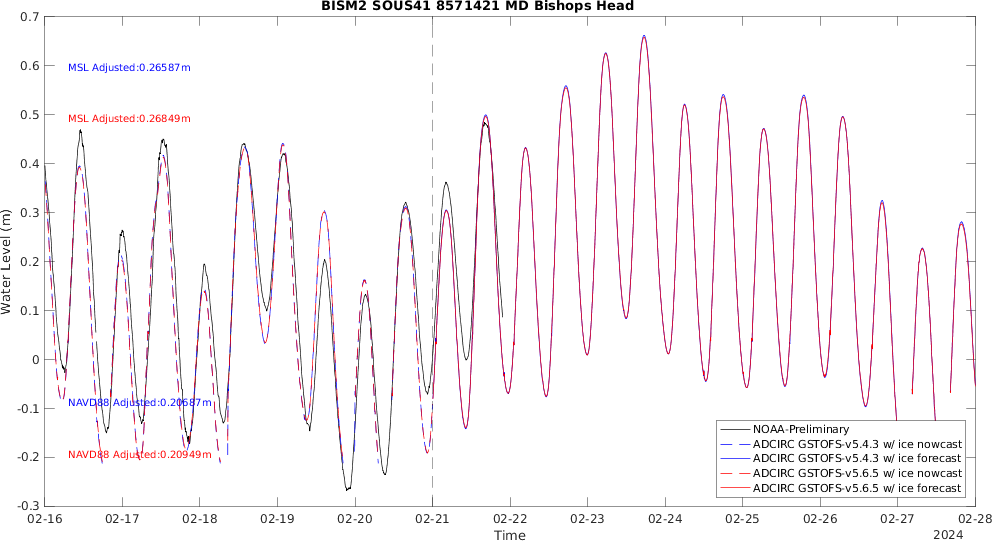 BISM2 SOUS41 8571421 MD Bishops Head
0.7
0.6
0.5
0.4
0.3
0.2
0.1
0
-0.1
-0.2
-0.3
Water Level (m)
MSL Adjusted:0.26587m
MSL Adjusted:0.26849m
NAVD88 Adjusted:0.20687m
NAVD88 Adjusted:0.20949m
NOAA-Preliminary
ADCIRC GSTOFS-v5.4.3 w/ ice nowcast
ADCIRC GSTOFS-v5.4.3 w/ ice forecast
ADCIRC GSTOFS-v5.6.5 w/ ice nowcast
ADCIRC GSTOFS-v5.6.5 w/ ice forecast
02-16 02-17 02-18 02-19 02-20 02-21 02-22 02-23 02-24 02-25 02-26 02-27 02-28
Time
2024